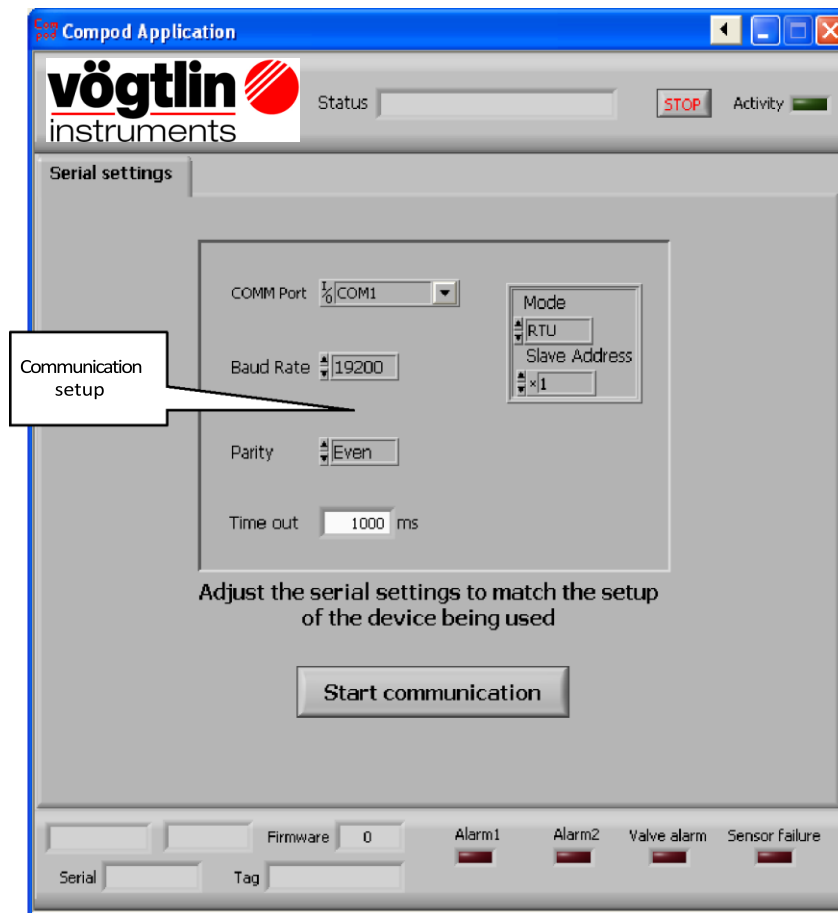 Compod Application
vögtlin
instruments
Status
STOP
Activity
Serial settings
COMM Port
COM1
Mode
RTU
Slave Address
×1
Baud Rate
19200
Communication
setup
Parity
Even
Time out
1000 ms
Adjust the serial settings to match the setup
of the device being used
Start communication
Firmware 0
Alarm1
Alarm2
Valve alarm
Sensor failure
Serial
Tag